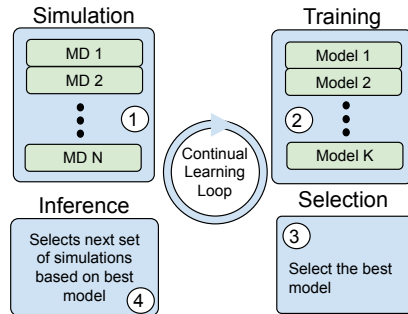 Simulation
MD 1
MD 2
1
MD N
Training
Model 1
Model 2
2
Model K
Continual
Learning
Loop
Inference
Selects next set
of simulations
based on best
model
4
Selection
3
Select the best
model